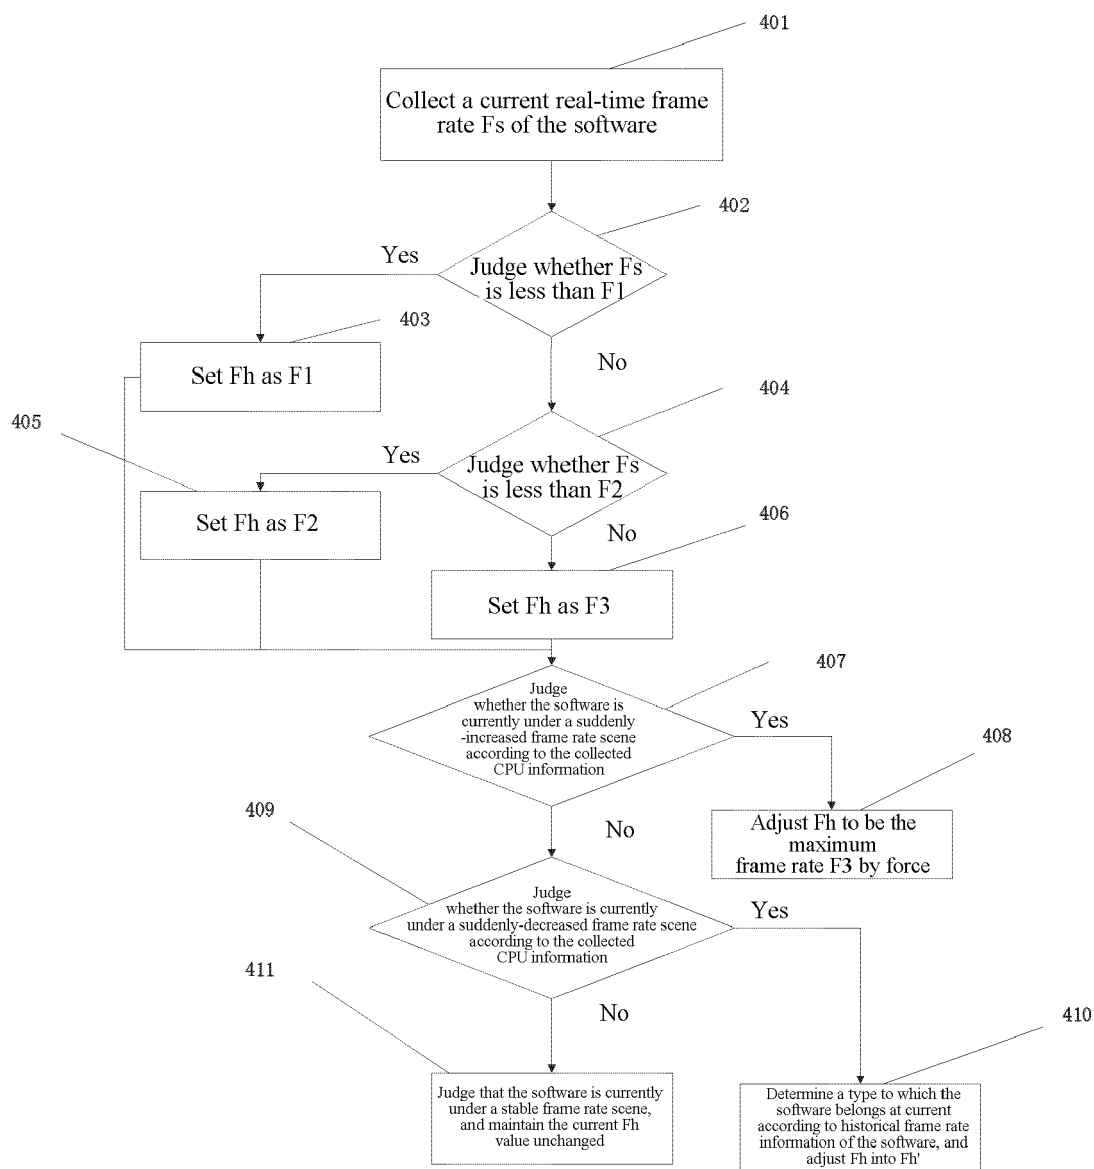 401
Collect a current real-time frame
rate Fs of the software
402
Yes
Judge whether Fs
is less than F1
403
No
Set Fh as F1
404
405
Yes
Judge whether Fs
is less than F2
406
Set Fh as F2
No
Set Fh as F3
407
Judge
whether the software is
currently under a suddenly
-increased frame rate scene
according to the collected
CPU information
Yes
408
409
No
Adjust Fh to be the
maximum
frame rate F3 by force
Judge
whether the software is currently
under a suddenly-decreased frame rate scene
according to the collected
CPU information
Yes
411
No
410
Judge that the software is currently
under a stable frame rate scene,
and maintain the current Fh
value unchanged
Determine a type to which the
software belongs at current
according to historical frame rate
information of the software, and
adjust Fh into Fh'